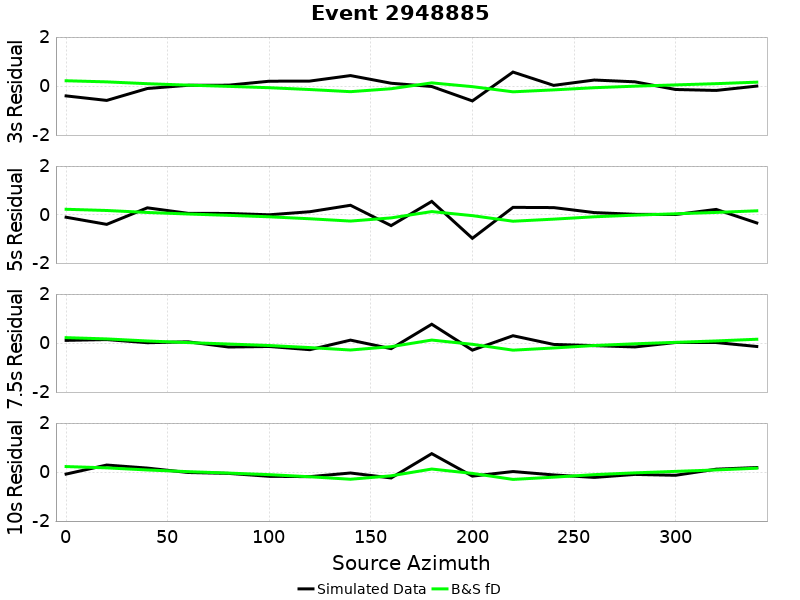 Event 2948885
3s Residual
2
0
-2
5s Residual
2
0
-2
7.5s Residual
2
0
-2
10s Residual
2
0
-2
0 50 100 150 200 250 300
Source Azimuth
Simulated Data B&S fD